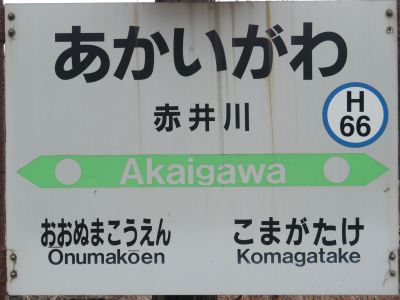 あかいがわ
赤井川
H
66
Akaigawa
おおぬまこうえん
Onumakōen
こまがたけ
Komagatake